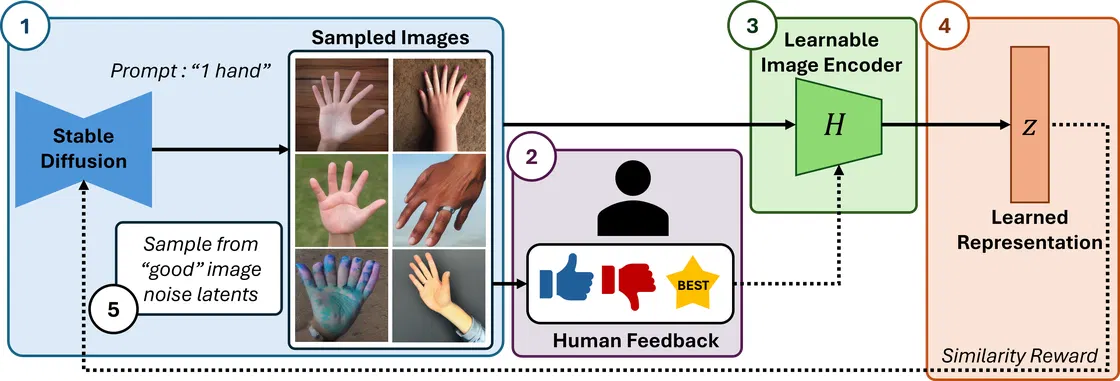 1
Sampled Images
Prompt : “1 hand”
Stable
Diffusion
Sample from
“good” image
noise latents
5
2
BEST
Human Feedback
3
Learnable
Image Encoder
H
4
z
Learned
Representation
Similarity Reward